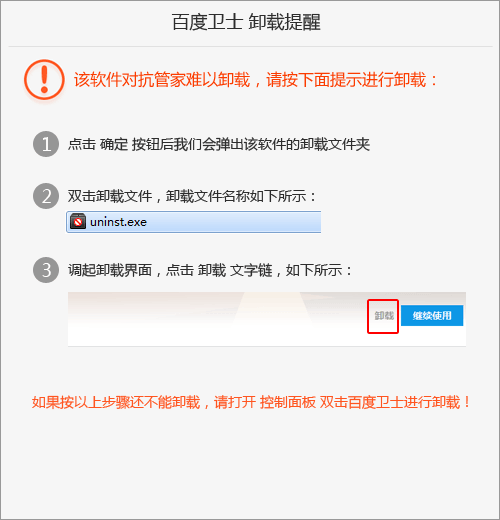 百度卫士 卸载提醒
该软件对抗管家难以卸载，请按下面提示进行卸载：
1 点击 确定 按钮后我们会弹出该软件的卸载文件夹
2 双击卸载文件，卸载文件名称如下所示：
uninst.exe
3 调起卸载界面，点击 卸载 文字链，如下所示：
卸载 继续使用
如果按以上步骤还不能卸载，请打开 控制面板 双击百度卫士进行卸载！